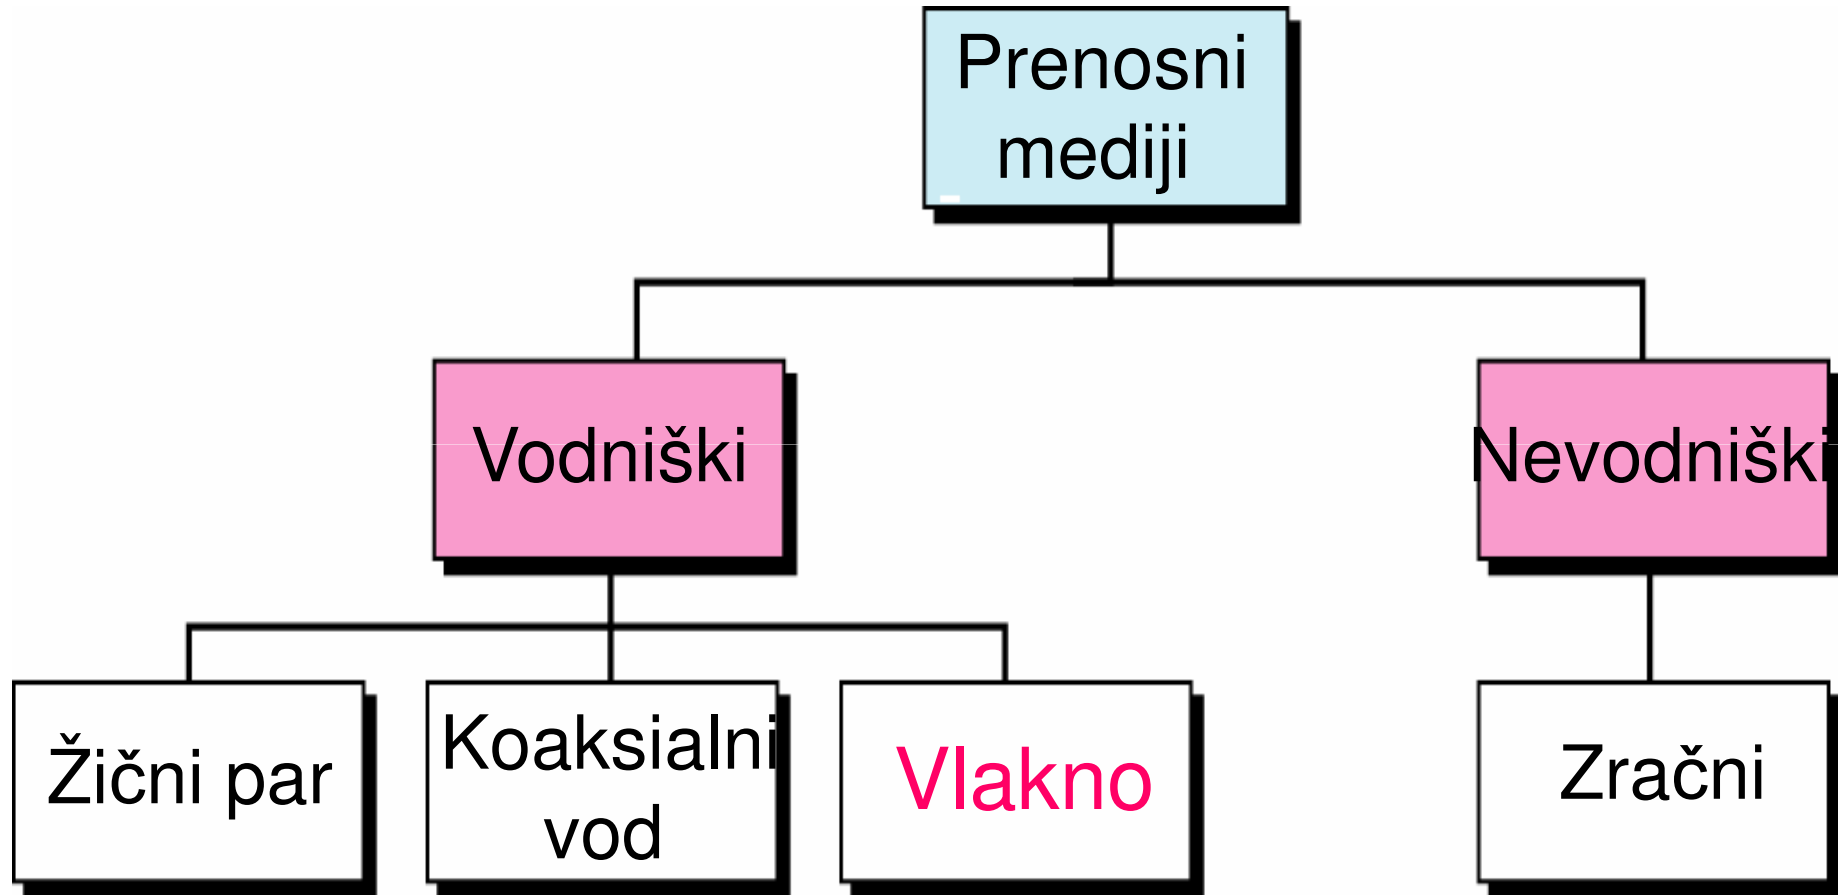 Prenosni
mediji
Vodniški
Nevodniški
Žični par
Koaksialni
vod
Vlakno
Zračni